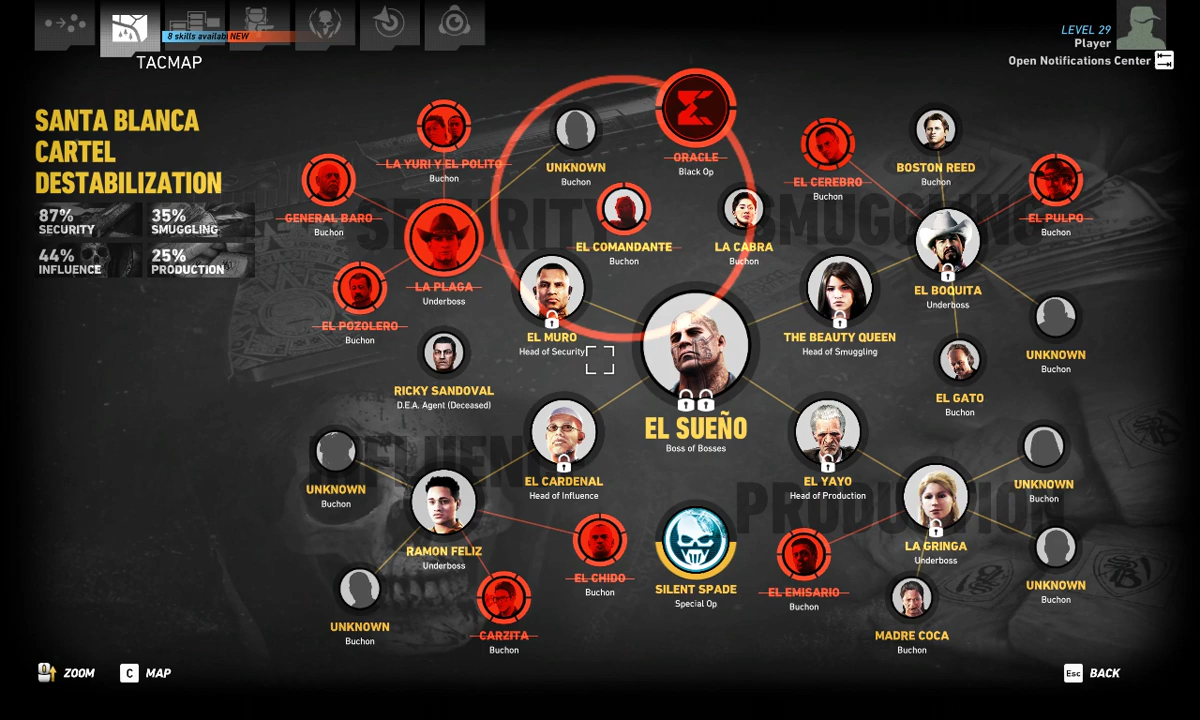 8 skills availabl NEW
TACMAP
LEVEL 29
Player
Open Notifications Center
SANTA BLANCA
CARTEL
DESTABILIZATION
87%
SECURITY
35%
SMUGGLING
44%
INFLUENCE
25%
PRODUCTION
SECURITY
SMUGGLING
INFLUENCE
PRODUCTION
LA YURI Y EL POLITO
Buchon
UNKNOWN
Buchon
ORACLE
Black Op
EL CEREBRO
Buchon
BOSTON REED
Buchon
GENERAL BARO
Buchon
EL COMANDANTE
Buchon
LA CABRA
Buchon
EL PULPO
Buchon
LA PLAGA
Underboss
EL BOQUITA
Underboss
EL POZOLERO
Buchon
EL MURO
Head of Security
THE BEAUTY QUEEN
Head of Smuggling
UNKNOWN
Buchon
RICKY SANDOVAL
D.E.A. Agent (Deceased)
EL GATO
Buchon
EL SUEÑO
Boss of Bosses
UNKNOWN
Buchon
EL CARDENAL
Head of Influence
EL YAYO
Head of Production
UNKNOWN
Buchon
RAMON FELIZ
Underboss
LA GRINGA
Underboss
EL CHIDO
Buchon
SILENT SPADE
Special Op
EL EMISARIO
Buchon
UNKNOWN
Buchon
UNKNOWN
Buchon
CARZITA
Buchon
MADRE COCA
Buchon
ZOOM
C MAP
Esc BACK